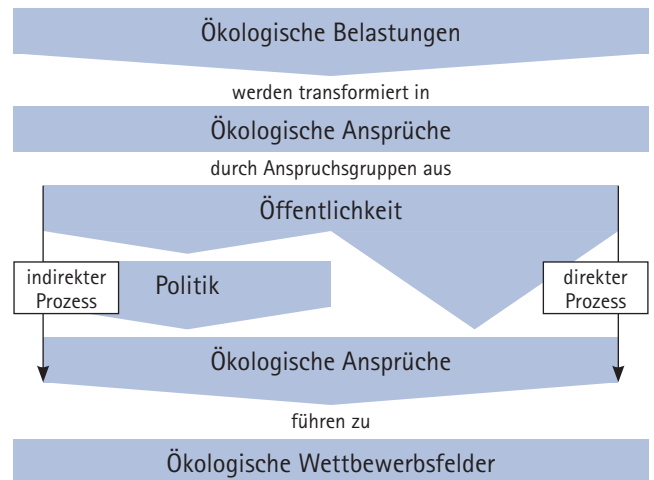 Ökologische Belastungen
werden transformiert in
Ökologische Ansprüche
durch Anspruchsgruppen aus
Öffentlichkeit
indirekter
Prozess
Politik
direkter
Prozess
Ökologische Ansprüche
führen zu
Ökologische Wettbewerbsfelder